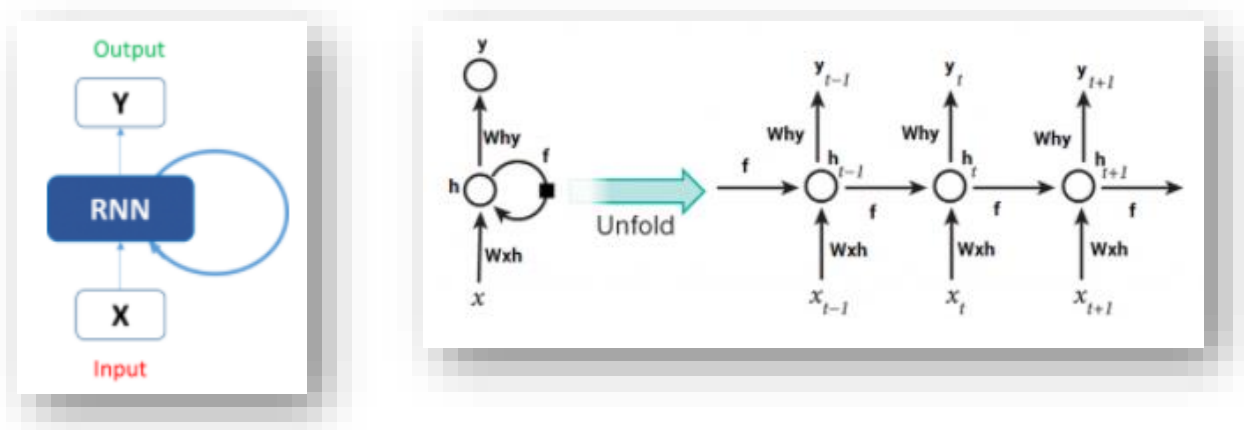 Output
Y
RNN
X
Input
y
Why
f
h
Wxh
x
Unfold
y t-1 y t y t+1
Why Why Why
f h t-1 h t h t+1
f f f
Wxh Wxh Wxh
x t-1 x t x t+1